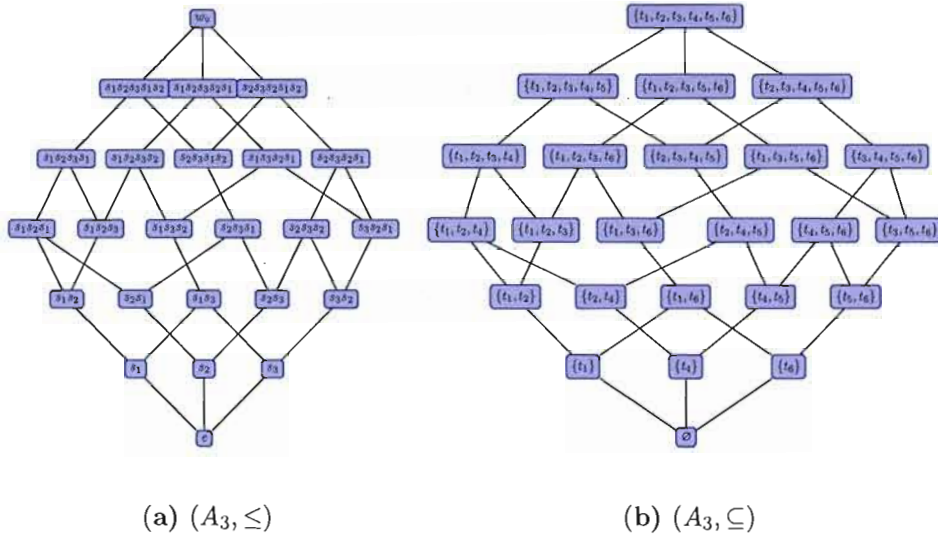 w₀
{t₁, t₂, t₃, t₄, t₅, t₆}
s₁s₂s₃s₁s₂ s₁s₂s₃s₂s₁ s₂s₃s₂s₁s₂
{t₁, t₂, t₃, t₄, t₅} {t₁, t₂, t₃, t₅, t₆} {t₂, t₃, t₄, t₅, t₆}
s₁s₂s₃s₁ s₁s₂s₃s₂ s₂s₃s₁s₂ s₁s₃s₂s₁ s₂s₃s₂s₁
{t₁, t₂, t₃, t₄} {t₁, t₂, t₃, t₆} {t₂, t₃, t₄, t₅} {t₁, t₃, t₅, t₆} {t₃, t₄, t₅, t₆}
s₁s₂s₁ s₁s₂s₃ s₁s₃s₂ s₂s₃s₁ s₂s₃s₂ s₃s₂s₁
{t₁, t₂, t₄} {t₁, t₂, t₃} {t₁, t₃, t₆} {t₂, t₄, t₅} {t₄, t₅, t₆} {t₃, t₅, t₆}
s₁s₂ s₂s₁ s₁s₃ s₂s₃ s₃s₂
{t₁, t₂} {t₂, t₄} {t₁, t₆} {t₄, t₅} {t₅, t₆}
s₁ s₂ s₃
{t₁} {t₄} {t₆}
e
∅
(a) (A₃, ≤)
(b) (A₃, ⊆)